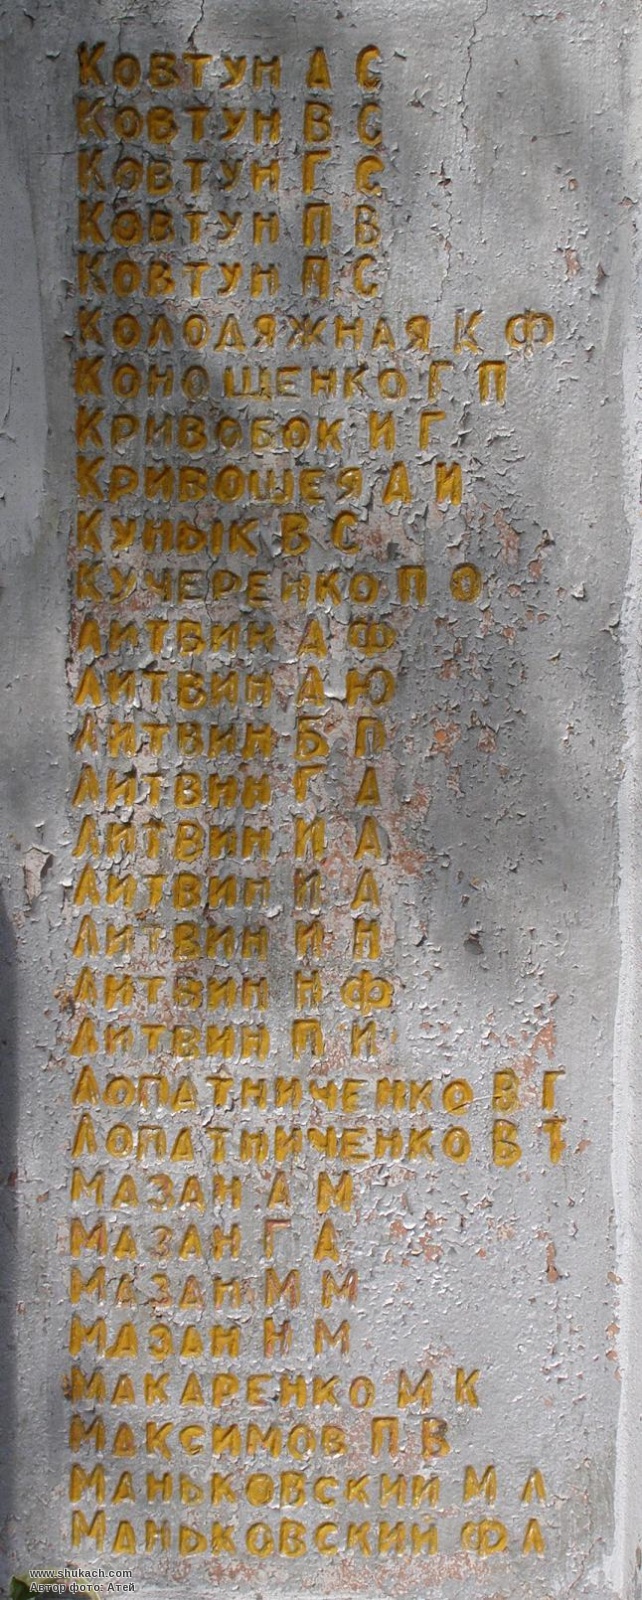 КОВТУН А С
КОВТУН В С
КОВТУН Г С
КОВТУН П В
КОВТУН П С
КОЛОДЯЖНАЯ К Ф
КОНОЩЕНКО Г П
КРИВОБОК И Г
КРИВОШЕЯ А И
КУНЫК В С
КУЧЕРЕНКО П О
ЛИТВИН А Ф
ЛИТВИН А Ю
ЛИТВИН Б П
ЛИТВИН Г А
ЛИТВИН И А
ЛИТВИН И А
ЛИТВИН И Н
ЛИТВИН Н Ф
ЛИТВИН П И
ЛОПАТНИЧЕНКО В Г
ЛОПАТНИЧЕНКО В Т
МАЗАН А М
МАЗАН Г А
МАЗАН М М
МАЗАН Н М
МАКАРЕНКО М К
МАКСИМОВ П В
МАНЬКОВСКИЙ М Л
МАНЬКОВСКИЙ Ф Л
www.shukach.com
Автор фото: Атей